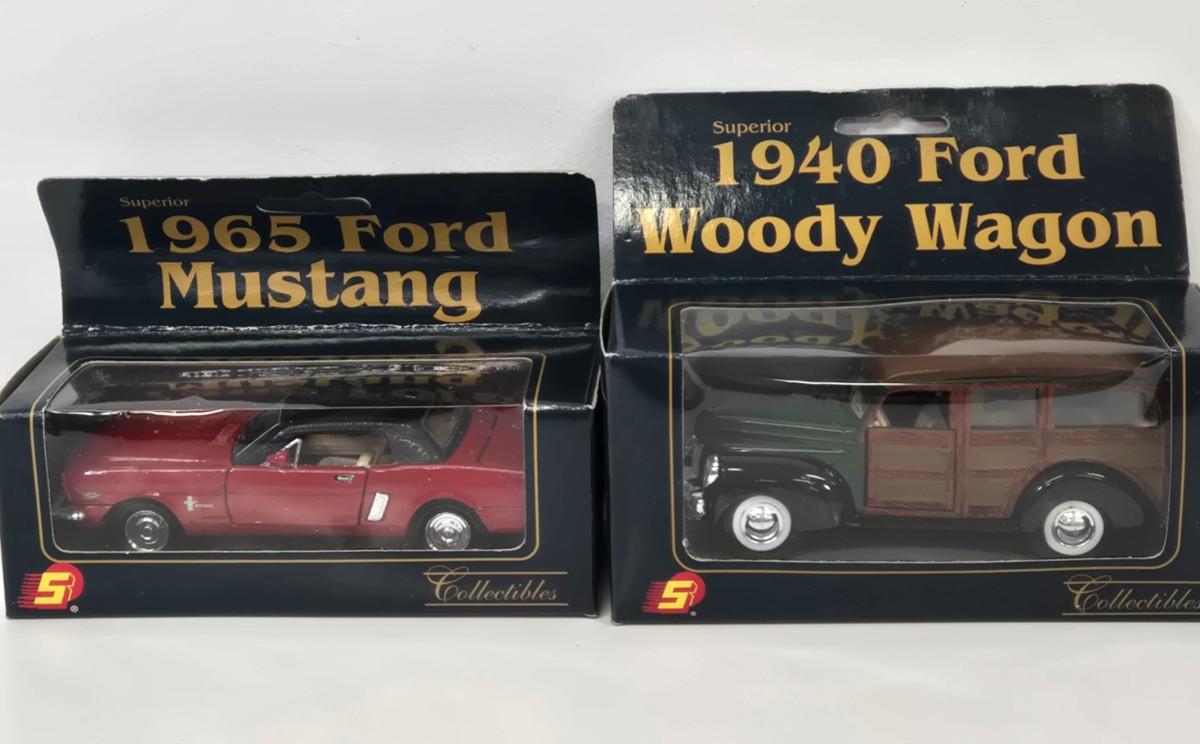 Superior
1965 Ford
Mustang
S
®
Collectibles
Superior
1940 Ford
Woody Wagon
S
®
Collectibles